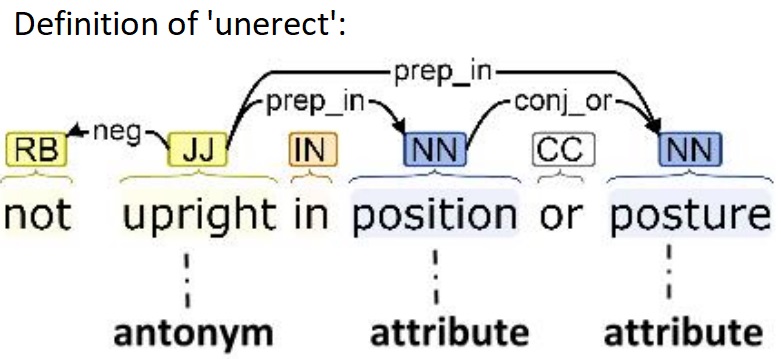 Definition of 'unerect':
prep_in
prep_in conj_or
neg
RB JJ IN NN CC NN
not upright in position or posture
antonym attribute attribute